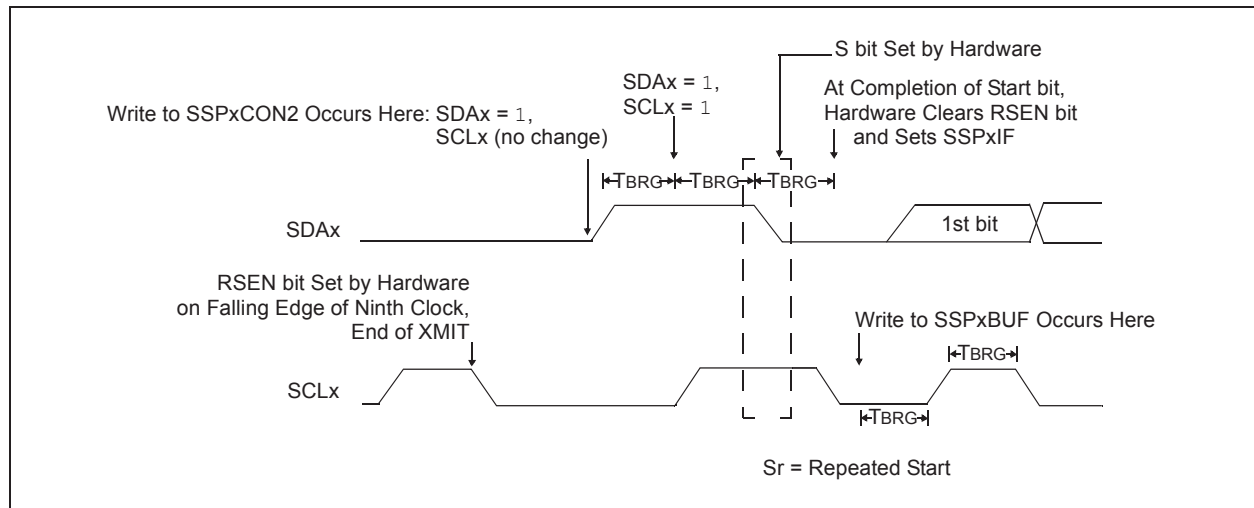 S bit Set by Hardware
SDAx = 1,
SCLx = 1
At Completion of Start bit,
Hardware Clears RSEN bit
and Sets SSPxIF
Write to SSPxCON2 Occurs Here: SDAx = 1,
SCLx (no change)
TBRG TBRG TBRG
SDAx
1st bit
RSEN bit Set by Hardware
on Falling Edge of Ninth Clock,
End of XMIT
Write to SSPxBUF Occurs Here
TBRG
SCLx
TBRG
Sr = Repeated Start